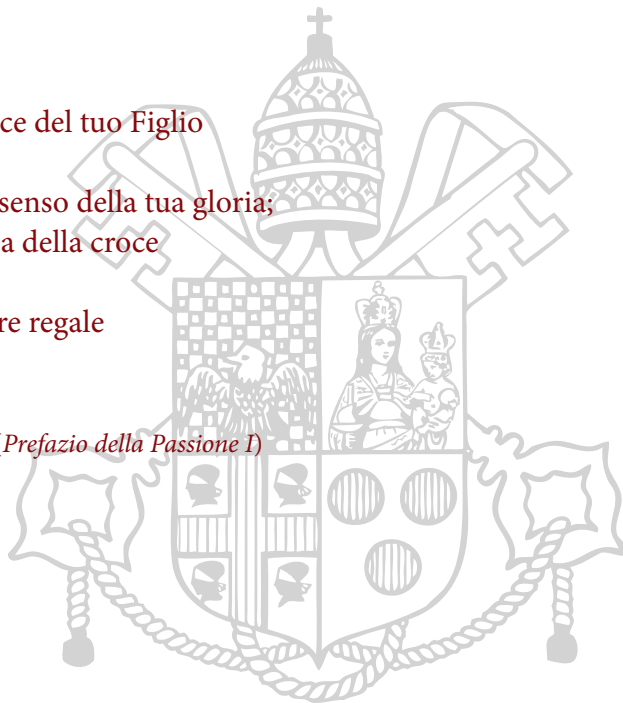 ce del tuo Figlio
senso della tua gloria;
a della croce
re regale
(Prefazio della Passione I)